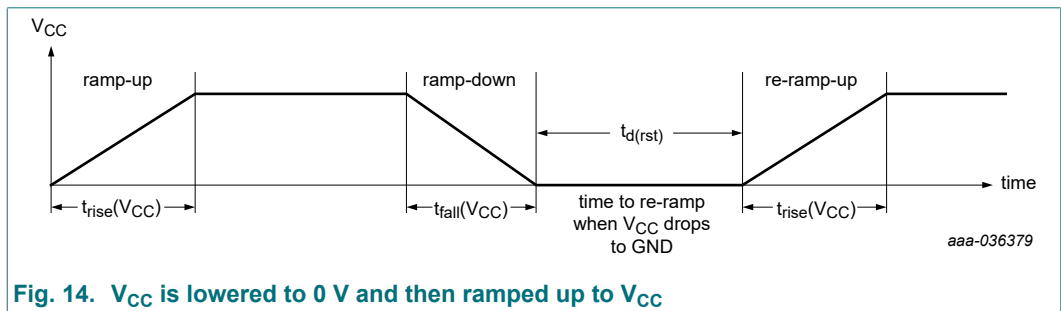 VCC
ramp-up
ramp-down
re-ramp-up
td(rst)
time
trise(VCC)
tfall(VCC)
time to re-ramp
when VCC drops
to GND
trise(VCC)
aaa-036379
Fig. 14. VCC is lowered to 0 V and then ramped up to VCC